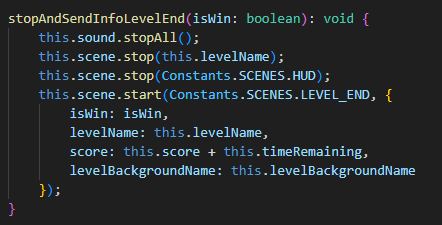 stopAndSendInfoLevelEnd(isWin: boolean): void {
    this.sound.stopAll();
    this.scene.stop(this.levelName);
    this.scene.stop(Constants.SCENES.HUD);
    this.scene.start(Constants.SCENES.LEVEL_END, {
        isWin: isWin,
        levelName: this.levelName,
        score: this.score + this.timeRemaining,
        levelBackgroundName: this.levelBackgroundName
    });
}